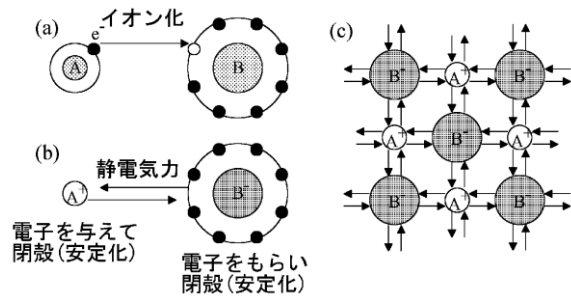 (a)
e⁻
イオン化
A
B
(b)
静電気力
A⁺
B⁻
電子を与えて
閉殻(安定化)
電子をもらい
閉殻(安定化)
(c)
B⁻ A⁺ B⁻
A⁺ B⁻ A⁺
B⁻ A⁺ B⁻